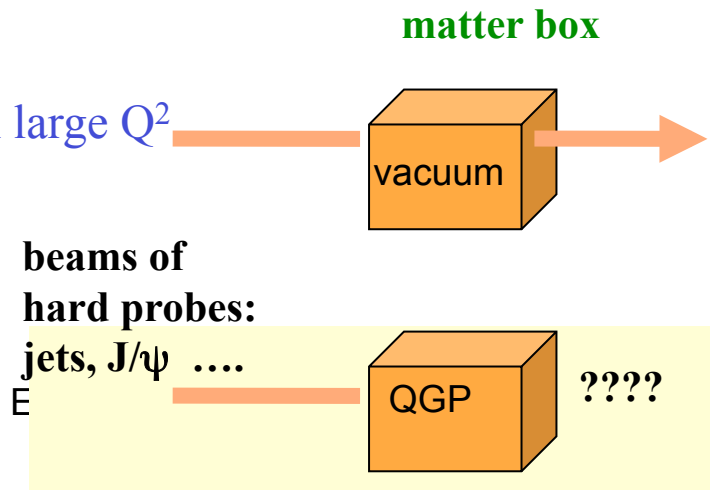 matter box
large Q²
vacuum
beams of
hard probes:
jets, J/ψ ....
E
QGP
????